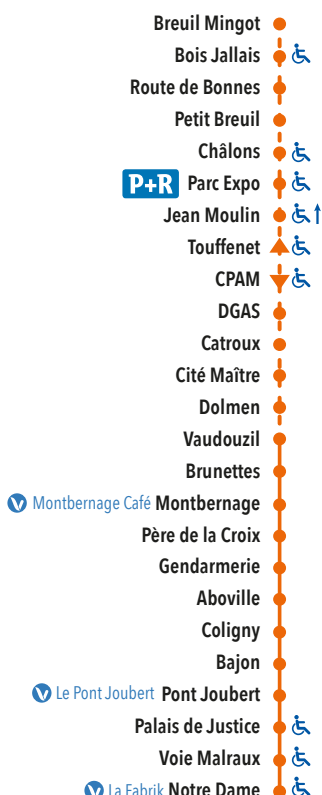 Breuil Mingot
Bois Jallais
Route de Bonnes
Petit Breuil
Châlons
P+R Parc Expo
Jean Moulin
Touffenet
CPAM
DGAS
Catroux
Cité Maître
Dolmen
Vaudouzil
Brunettes
V Montbernage Café Montbernage
Père de la Croix
Gendarmerie
Aboville
Coligny
Bajon
V Le Pont Joubert Pont Joubert
Palais de Justice
Voie Malraux
V La Fabrik Notre Dame